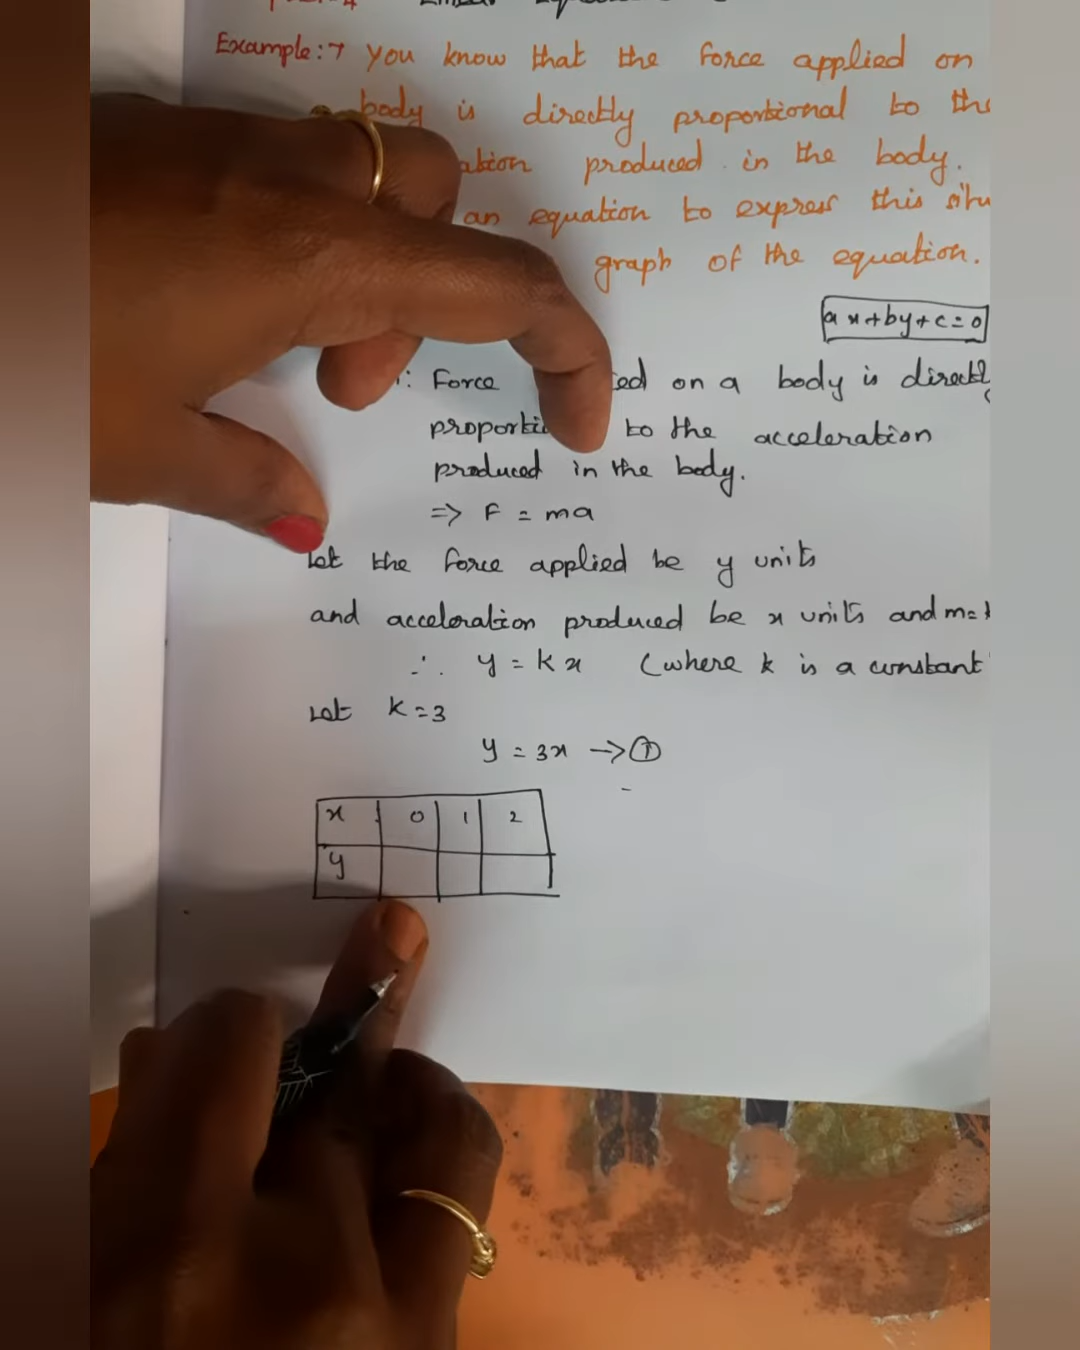 Example:→ you know that the force applied on
body is directly proportional to the
produced in the body.
an equation to express this
graph of the equation.
ax+by+c=0
: Force on a body is directly
to the acceleration
produced in the body.
=> F = ma
Let the force applied be y units
and acceleration produced be x units and m=
∴ y = kx (where k is a constant
Let k=3
y = 3x →①
x 0 1 2
y